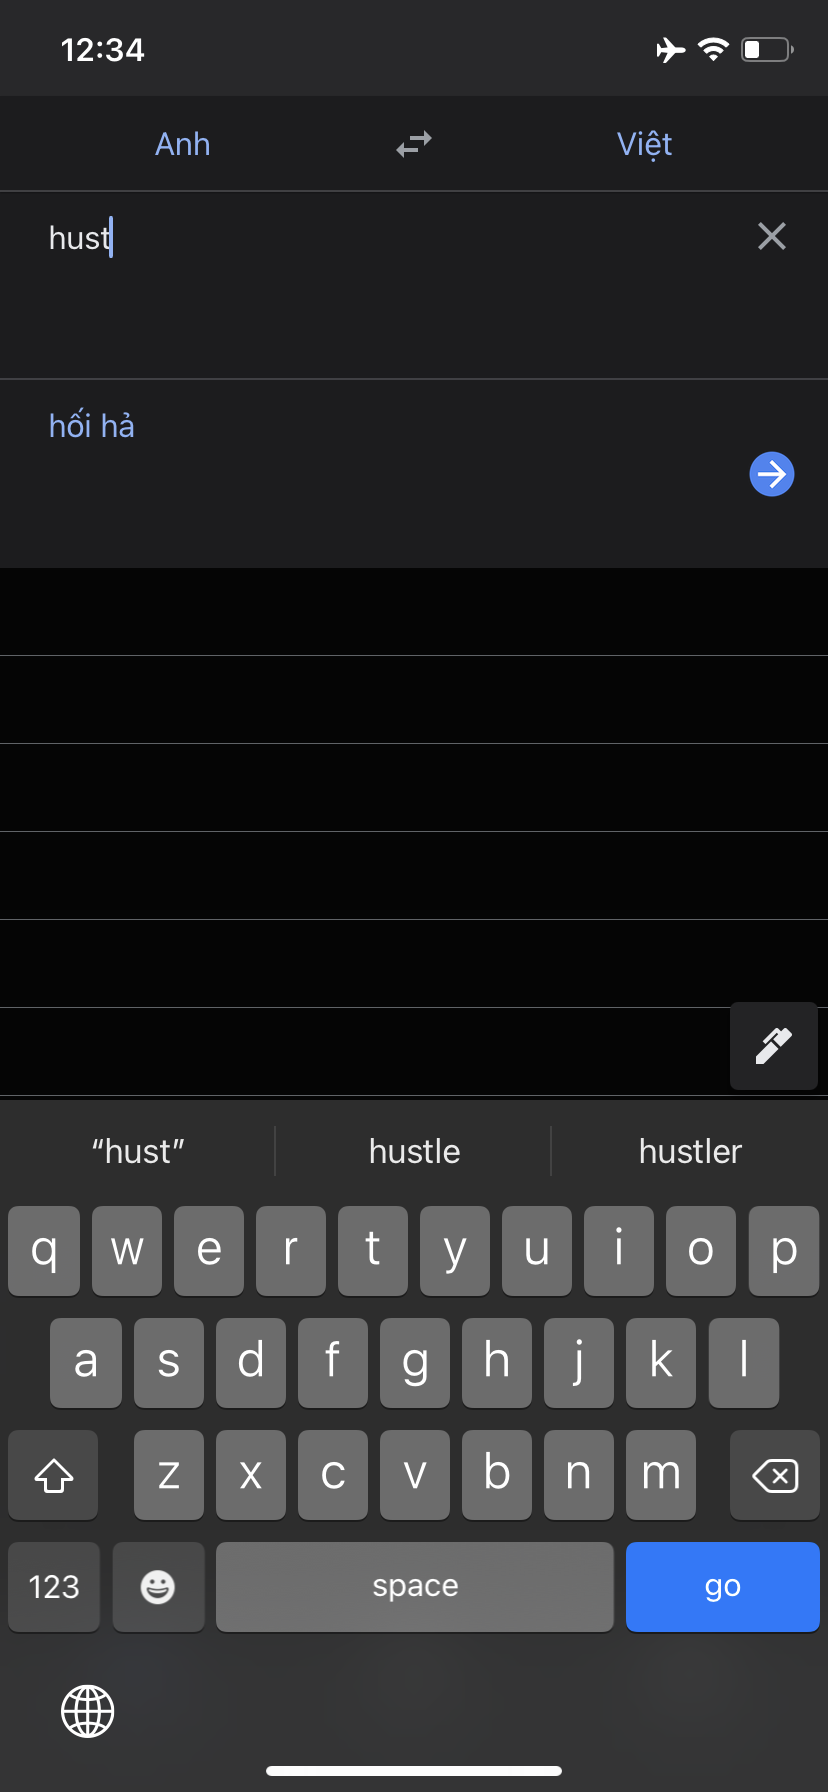 12:34
Anh Việt
hust
hối hả
“hust” hustle hustler
q w e r t y u i o p
a s d f g h j k l
z x c v b n m
123 space go